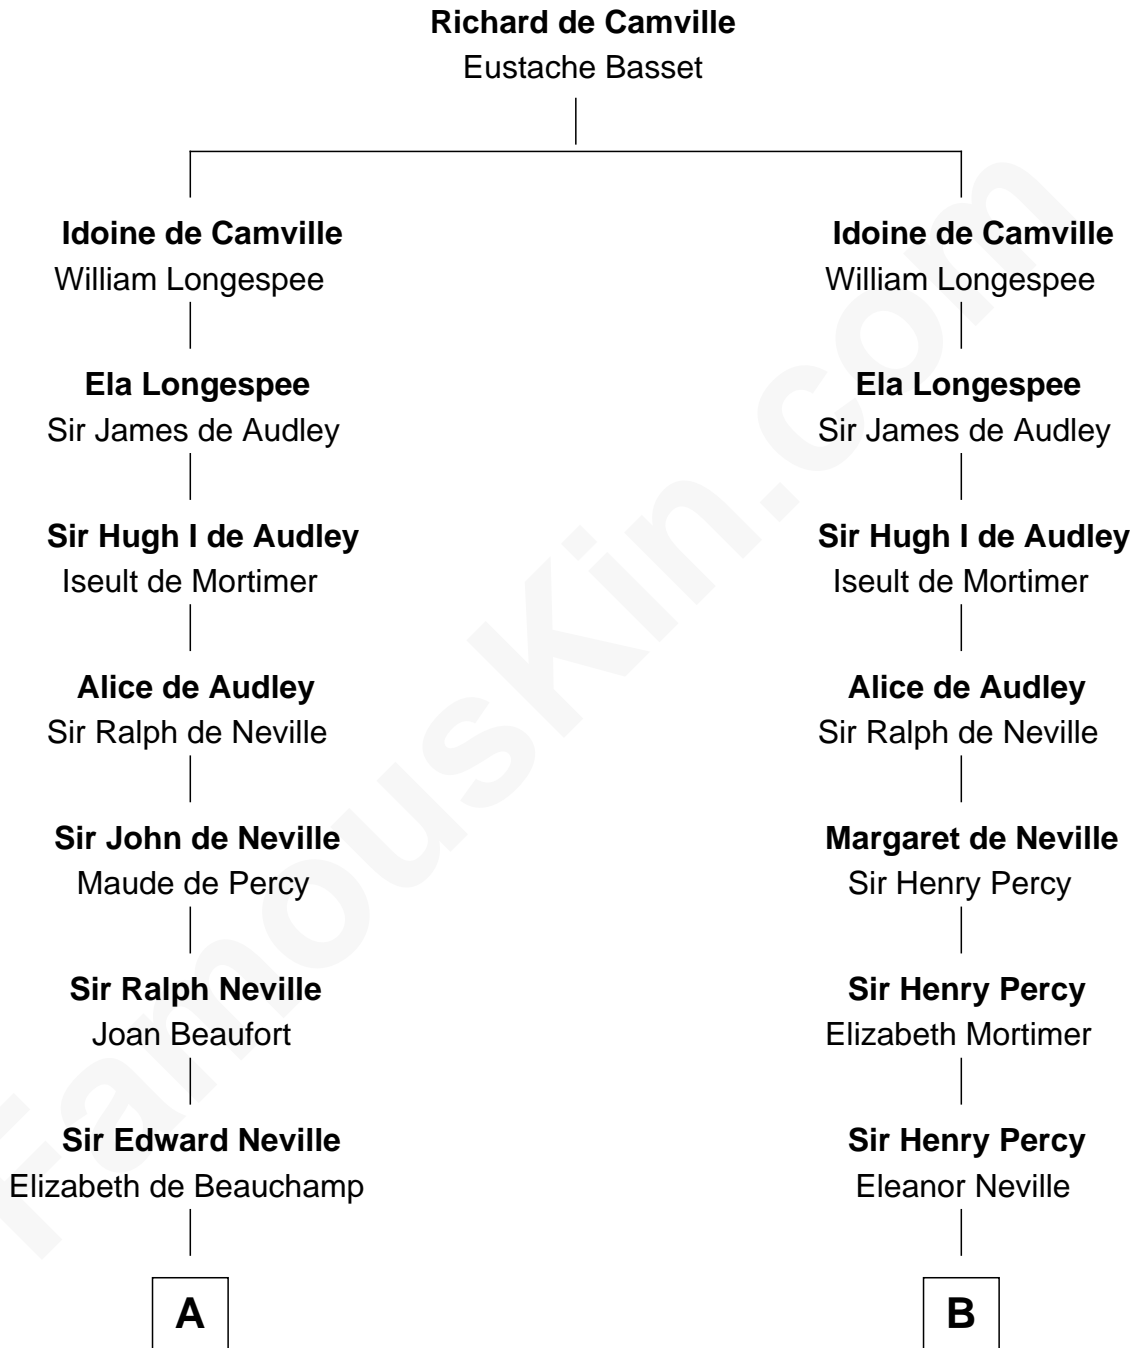 Richard de Camville
Eustache Basset
Idoine de Camville
William Longespee
Idoine de Camville
William Longespee
Ela Longespee
Sir James de Audley
Ela Longespee
Sir James de Audley
Sir Hugh I de Audley
Iseult de Mortimer
Sir Hugh I de Audley
Iseult de Mortimer
Alice de Audley
Sir Ralph de Neville
Alice de Audley
Sir Ralph de Neville
Sir John de Neville
Maude de Percy
Margaret de Neville
Sir Henry Percy
Sir Ralph Neville
Joan Beaufort
Sir Henry Percy
Elizabeth Mortimer
Sir Edward Neville
Elizabeth de Beauchamp
Sir Henry Percy
Eleanor Neville
A
B
FamousKin.com